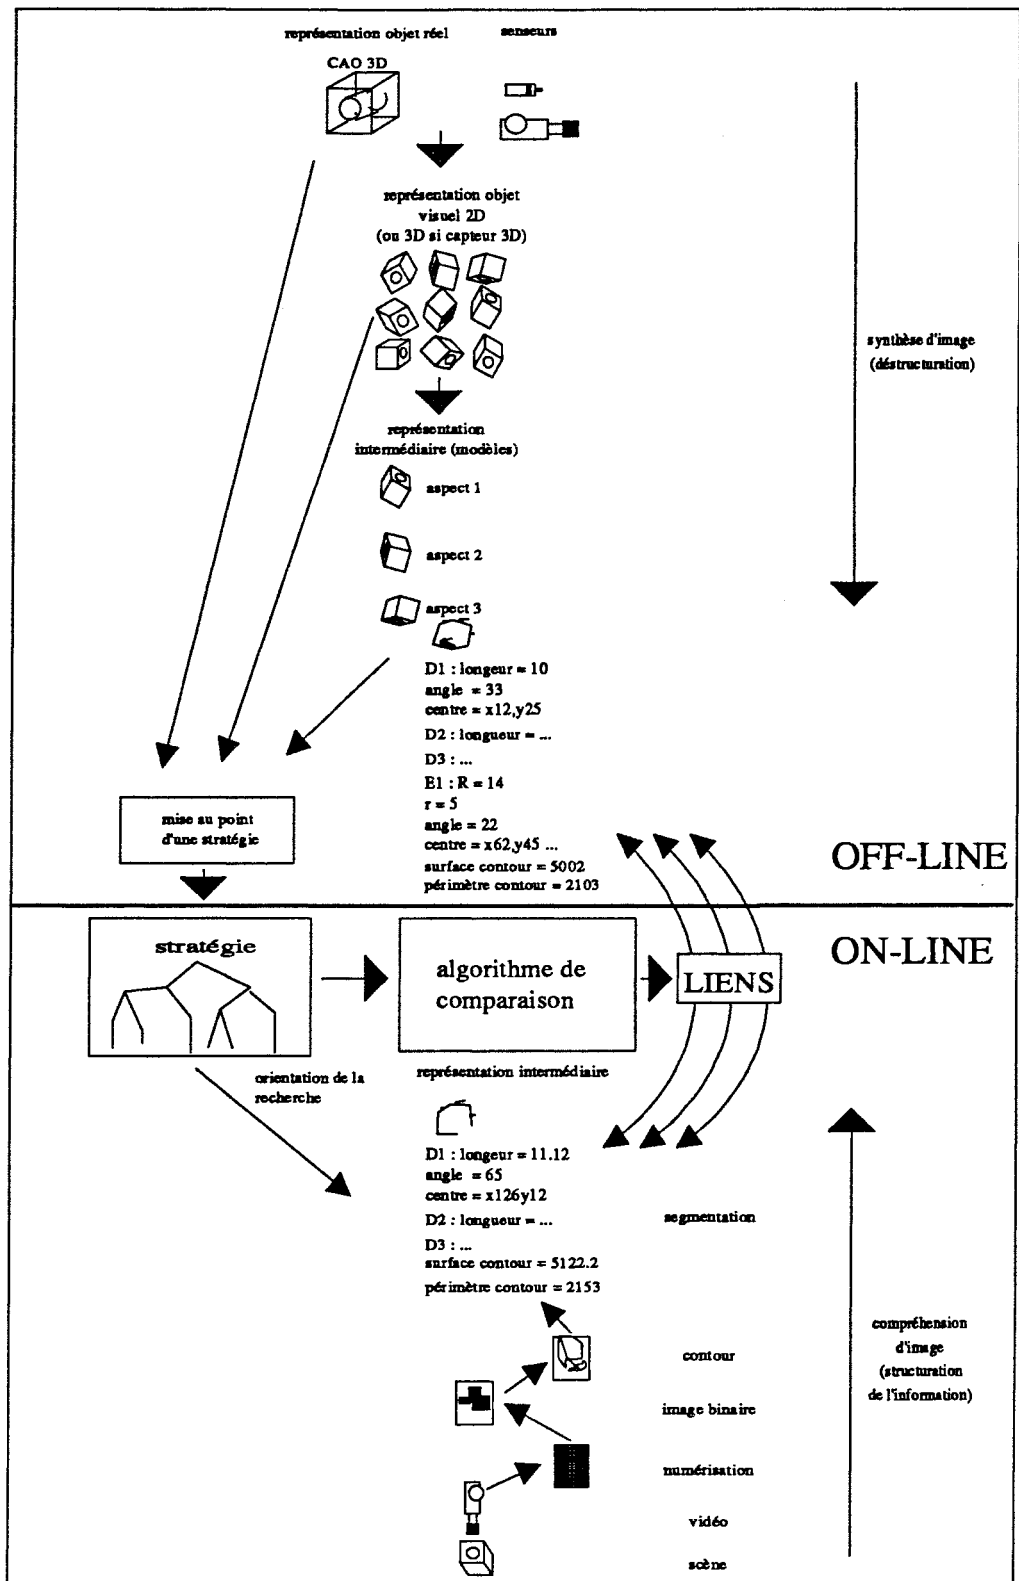 représentation objet réel
senseurs
CAO 3D
représentation objet
visuel 2D
(ou 3D si capteur 3D)
synthèse d'image
(déstructuration)
représentation
intermédiaire (modèles)
aspect 1
aspect 2
aspect 3
D1 : longeur = 10
angle = 33
centre = x12,y25
D2 : longueur = ...
D3 : ...
E1 : R = 14
r = 5
angle = 22
centre = x62,y45 ...
surface contour = 5002
périmètre contour = 2103
mise au point
d'une stratégie
OFF-LINE
ON-LINE
stratégie
algorithme de
comparaison
LIENS
orientation de la
recherche
représentation intermédiaire
D1 : longeur = 11.12
angle = 65
centre = x126y12
D2 : longueur = ...
D3 : ...
surface contour = 5122.2
périmètre contour = 2153
segmentation
contour
image binaire
numérisation
vidéo
scène
compréhension
d'image
(structuration
de l'information)